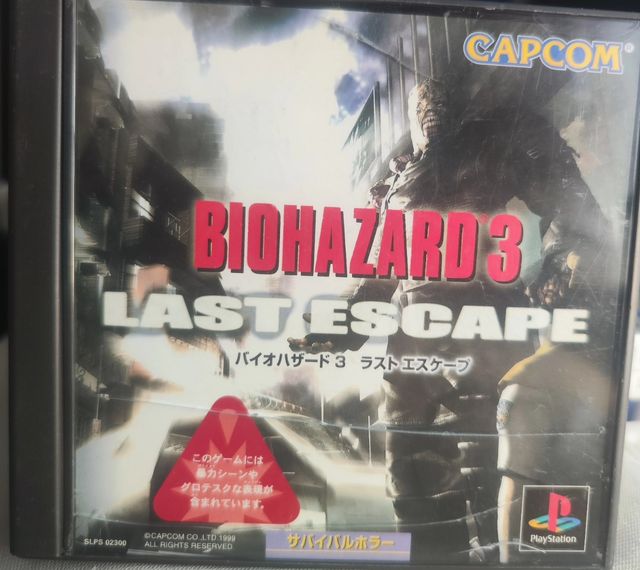 CAPCOM
BIOHAZARD 3
LAST ESCAPE
バイオハザード3 ラスト エスケープ
このゲームには
暴力シーンや
グロテスクな表現が
含まれています。
SLPS 02300
©CAPCOM CO.,LTD.1999
ALL RIGHTS RESERVED
サバイバルホラー
PlayStation